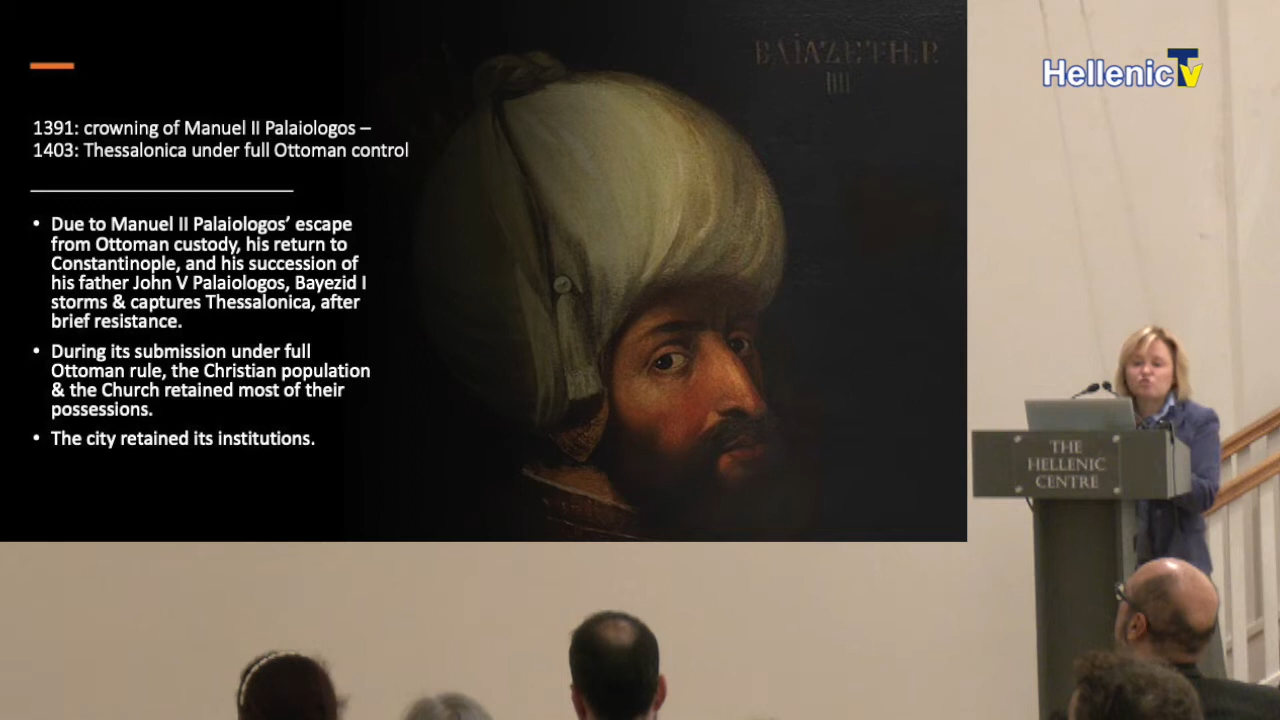 1391: crowning of Manuel II Palaiologos –
1403: Thessalonica under full Ottoman control
• Due to Manuel II Palaiologos’ escape
from Ottoman custody, his return to
Constantinople, and his succession of
his father John V Palaiologos, Bayezid I
storms & captures Thessalonica, after
brief resistance.
• During its submission under full
Ottoman rule, the Christian population
& the Church retained most of their
possessions.
• The city retained its institutions.
BAIAZETH.R
IIII
Hellenic Tv
THE
HELLENIC
CENTRE